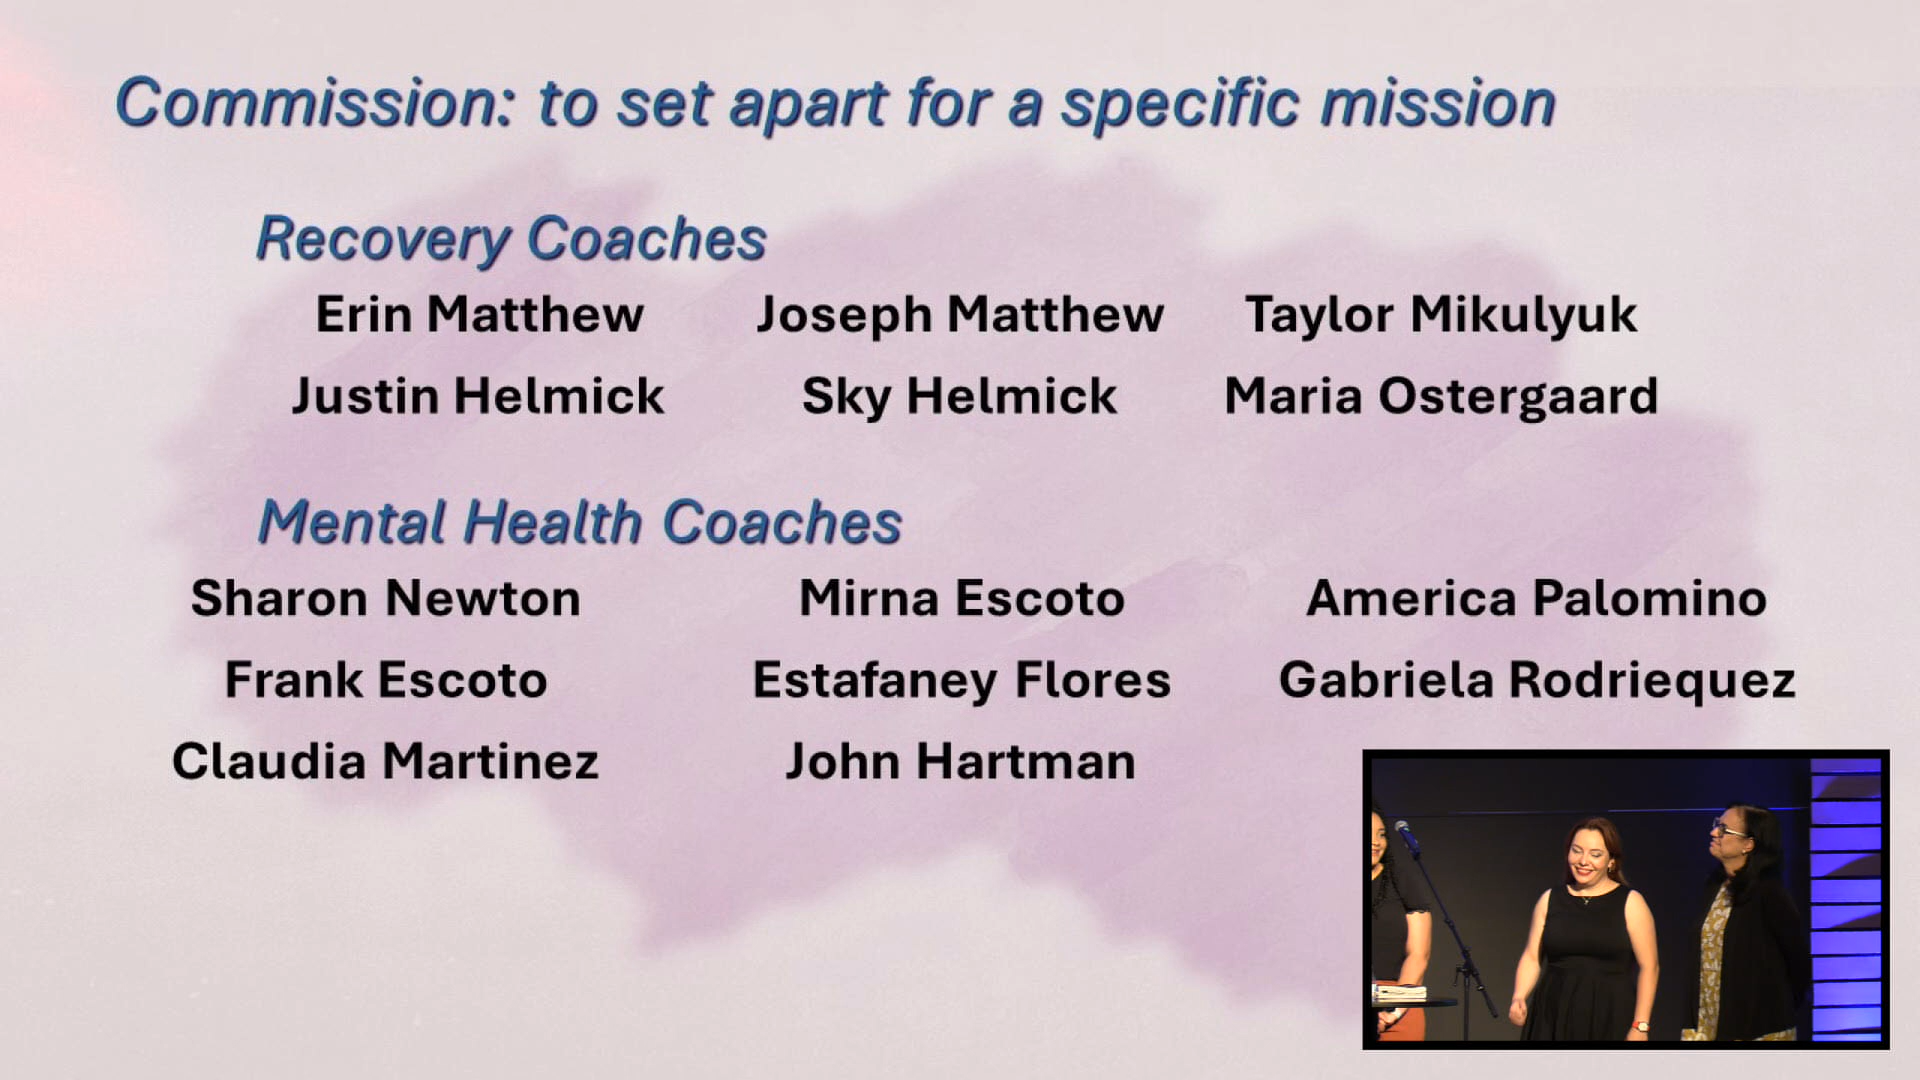 Commission: to set apart for a specific mission
Recovery Coaches
Erin Matthew Joseph Matthew Taylor Mikulyuk
Justin Helmick Sky Helmick Maria Ostergaard
Mental Health Coaches
Sharon Newton Mirna Escoto America Palomino
Frank Escoto Estafaney Flores Gabriela Rodriequez
Claudia Martinez John Hartman